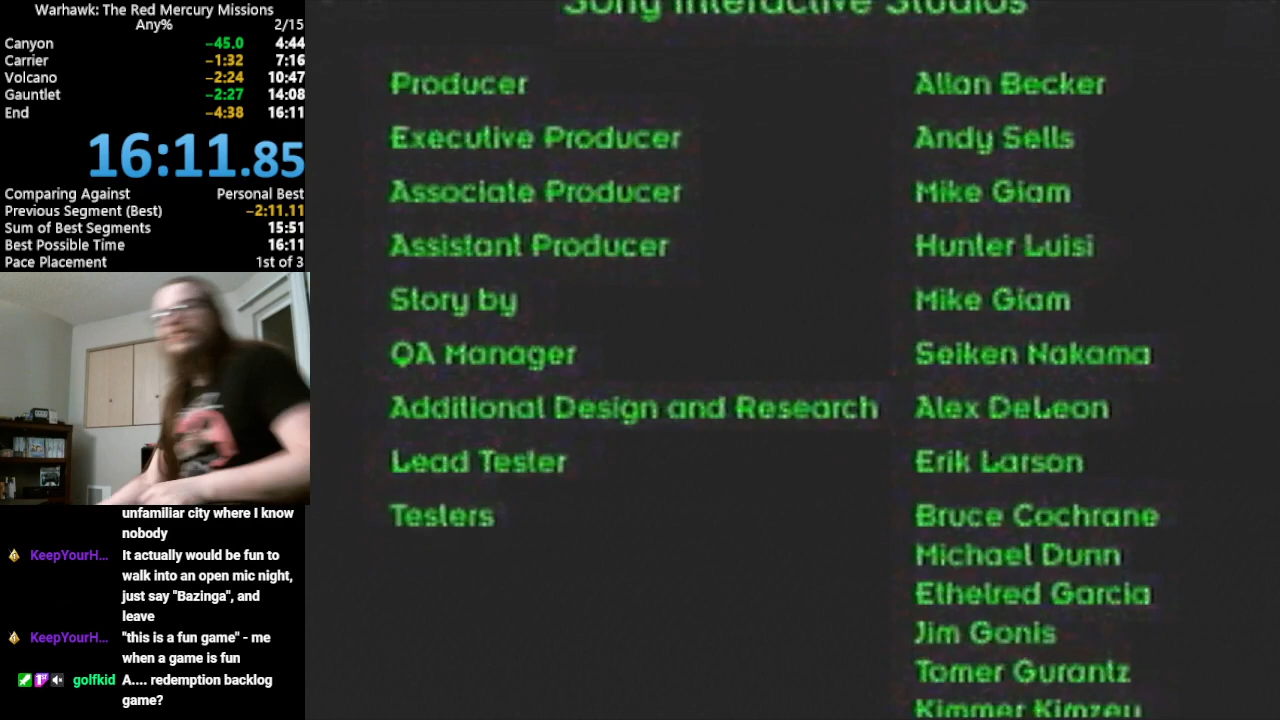 Warhawk: The Red Mercury Missions
Any% 2/15
Canyon -45.0 4:44
Carrier -1:32 7:16
Volcano -2:24 10:47
Gauntlet -2:27 14:08
End -4:38 16:11
16:11.85
Comparing Against Personal Best
Previous Segment (Best) -2:11.11
Sum of Best Segments 15:51
Best Possible Time 16:11
Pace Placement 1st of 3
unfamiliar city where I know
nobody
KeepYourH... It actually would be fun to
walk into an open mic night,
just say "Bazinga", and
leave
KeepYourH... "this is a fun game" - me
when a game is fun
golfkid A.... redemption backlog
game?
Sony Interactive Studios
Producer Allan Becker
Executive Producer Andy Sells
Associate Producer Mike Giam
Assistant Producer Hunter Luisi
Story by Mike Giam
QA Manager Seiken Nakama
Additional Design and Research Alex DeLeon
Lead Tester Erik Larson
Testers Bruce Cochrane
Michael Dunn
Ethelred Garcia
Jim Gonis
Tomer Gurantz
Kimmer Kimzey